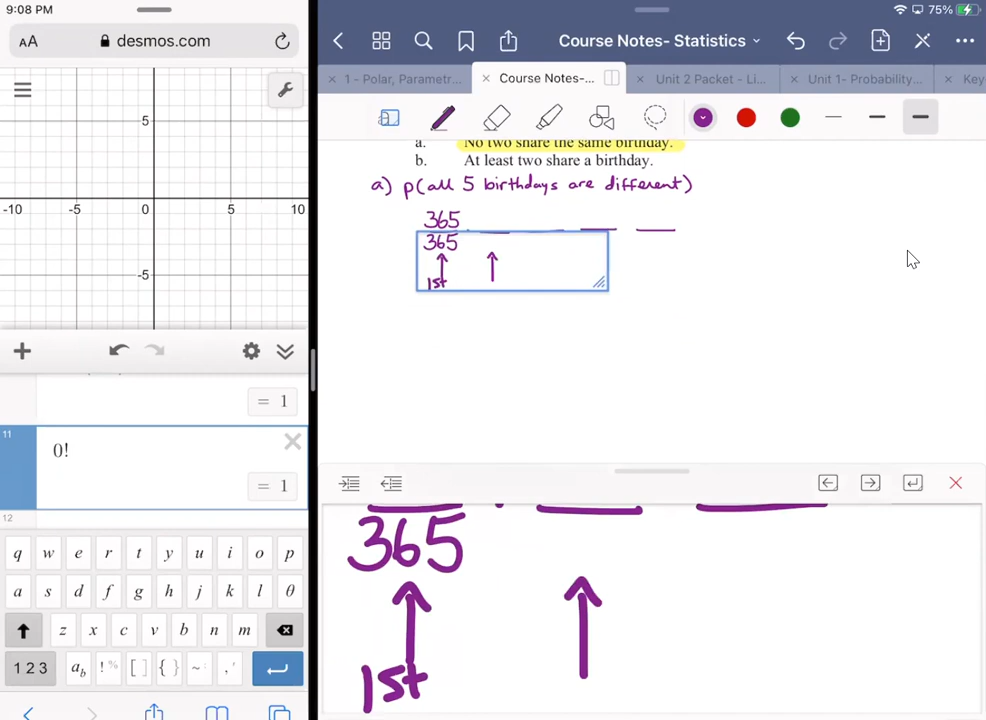 9:08 PM
75%
AA desmos.com
Course Notes- Statistics
1 - Polar, Parametr...
Course Notes-...
Unit 2 Packet - Li...
Unit 1- Probability...
Key
5
-10 -5 0 5 10
-5
a. No two share the same birthday.
b. At least two share a birthday.
a) p(all 5 birthdays are different)
365
365
1st
= 1
11
0!
= 1
12
q w e r t y u i o p
a s d f g h j k l θ
z x c v b n m
1 2 3 a b ! % [ ] { } ~ : , '
365
1st